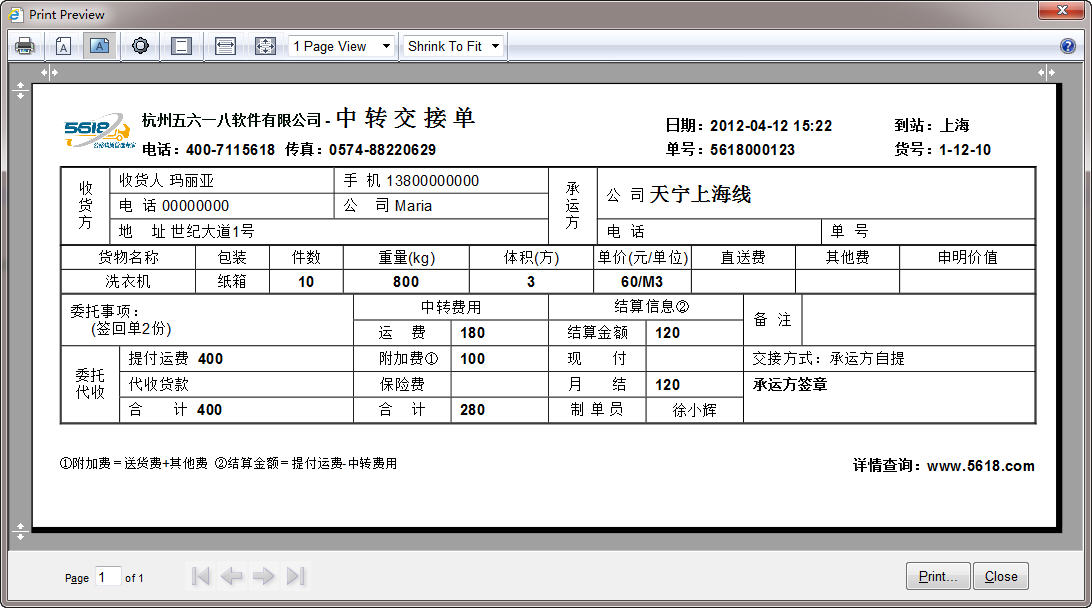 Print Preview
1 Page View
Shrink To Fit
5618 杭州五六一八软件有限公司 - 中转交接单
日期：2012-04-12 15:22 到站：上海
电话：400-7115618 传真：0574-88220629
单号：5618000123 货号：1-12-10
收货方 收货人 玛丽亚 手 机 13800000000 承运方 公 司 天宁上海线
电 话 00000000 公 司 Maria
地 址 世纪大道1号 电 话 单 号
货物名称 包装 件数 重量(kg) 体积(方) 单价(元/单位) 直送费 其他费 申明价值
洗衣机 纸箱 10 800 3 60/M3
委托事项： 中转费用 结算信息② 备 注
(签回单2份) 运 费 180 结算金额 120
委托代收 提付运费 400 附加费① 100 现 付 交接方式：承运方自提
代收货款 保险费 月 结 120 承运方签章
合 计 400 合 计 280 制 单 员 徐小辉
①附加费＝送货费+其他费 ②结算金额＝提付运费-中转费用
详情查询：www.5618.com
Page 1 of 1
Print... Close